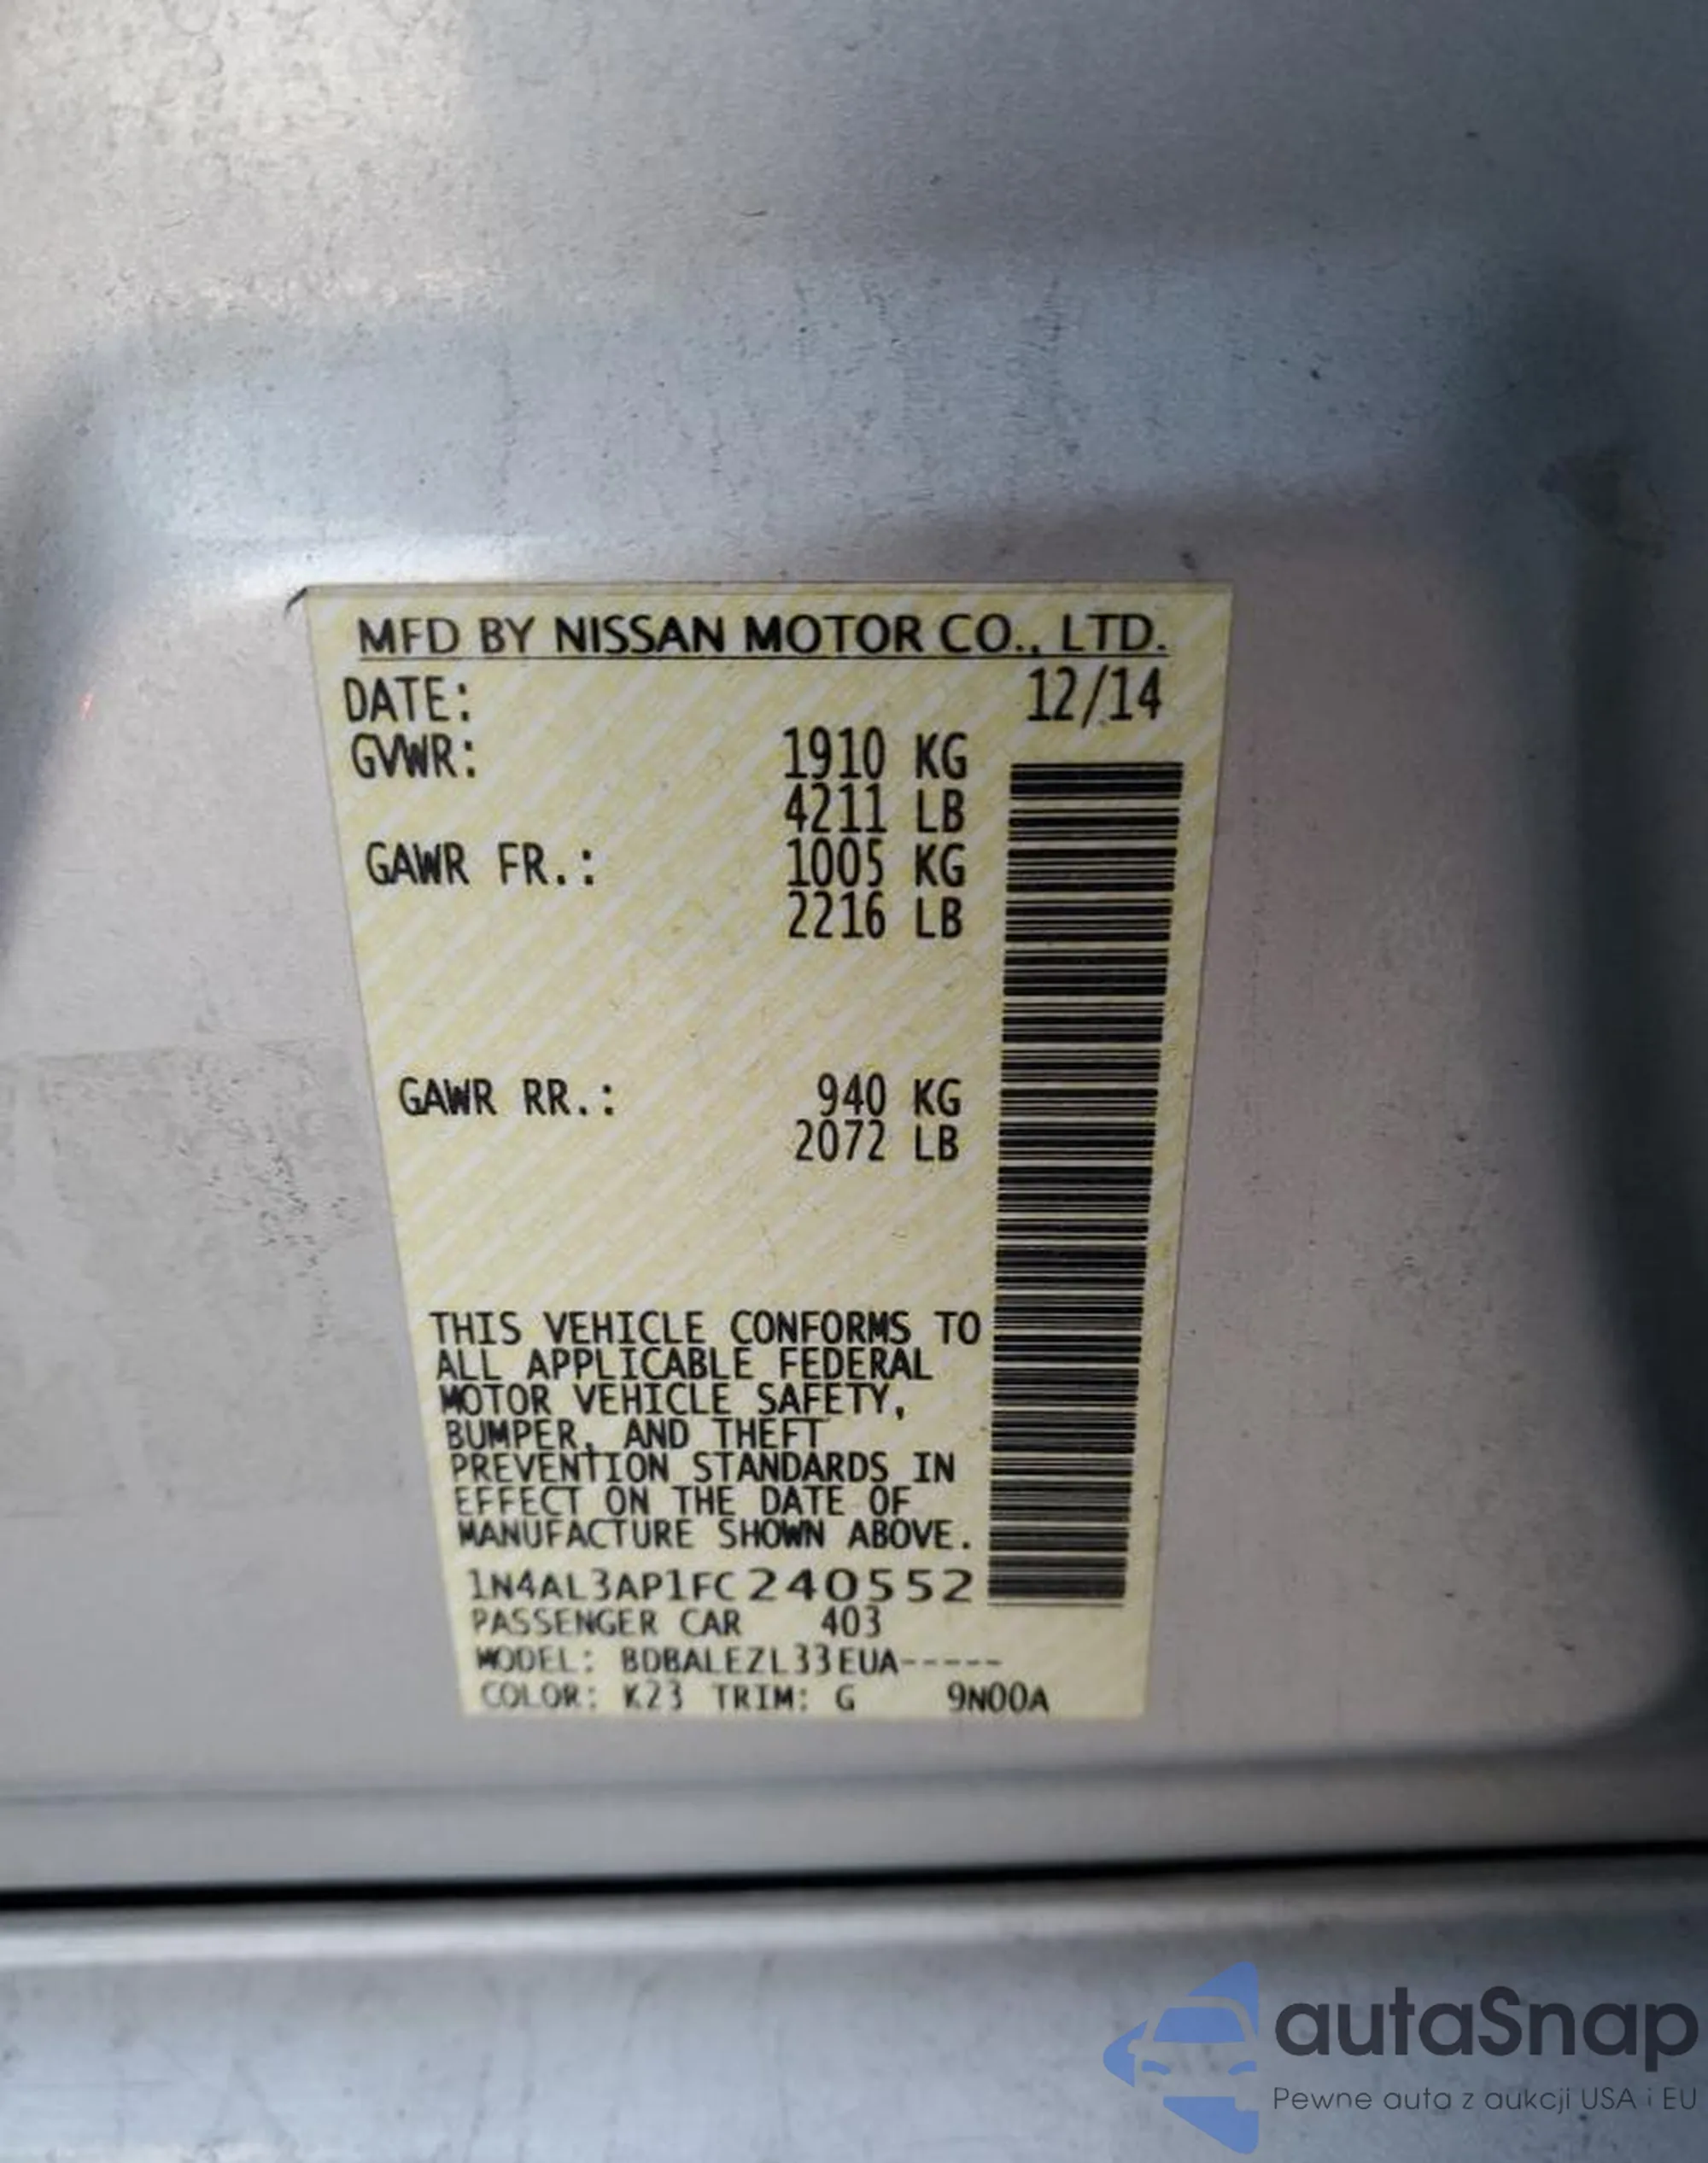 MFD BY NISSAN MOTOR CO., LTD.
DATE: 12/14
GVWR: 1910 KG
4211 LB
GAWR FR.: 1005 KG
2216 LB
GAWR RR.: 940 KG
2072 LB
THIS VEHICLE CONFORMS TO
ALL APPLICABLE FEDERAL
MOTOR VEHICLE SAFETY,
BUMPER, AND THEFT
PREVENTION STANDARDS IN
EFFECT ON THE DATE OF
MANUFACTURE SHOWN ABOVE.
1N4AL3AP1FC240552
PASSENGER CAR 403
MODEL: BDBALEZL33EUA-----
COLOR: K23 TRIM: G 9N00A
autaSnap
Pewne auta z aukcji USA i EU